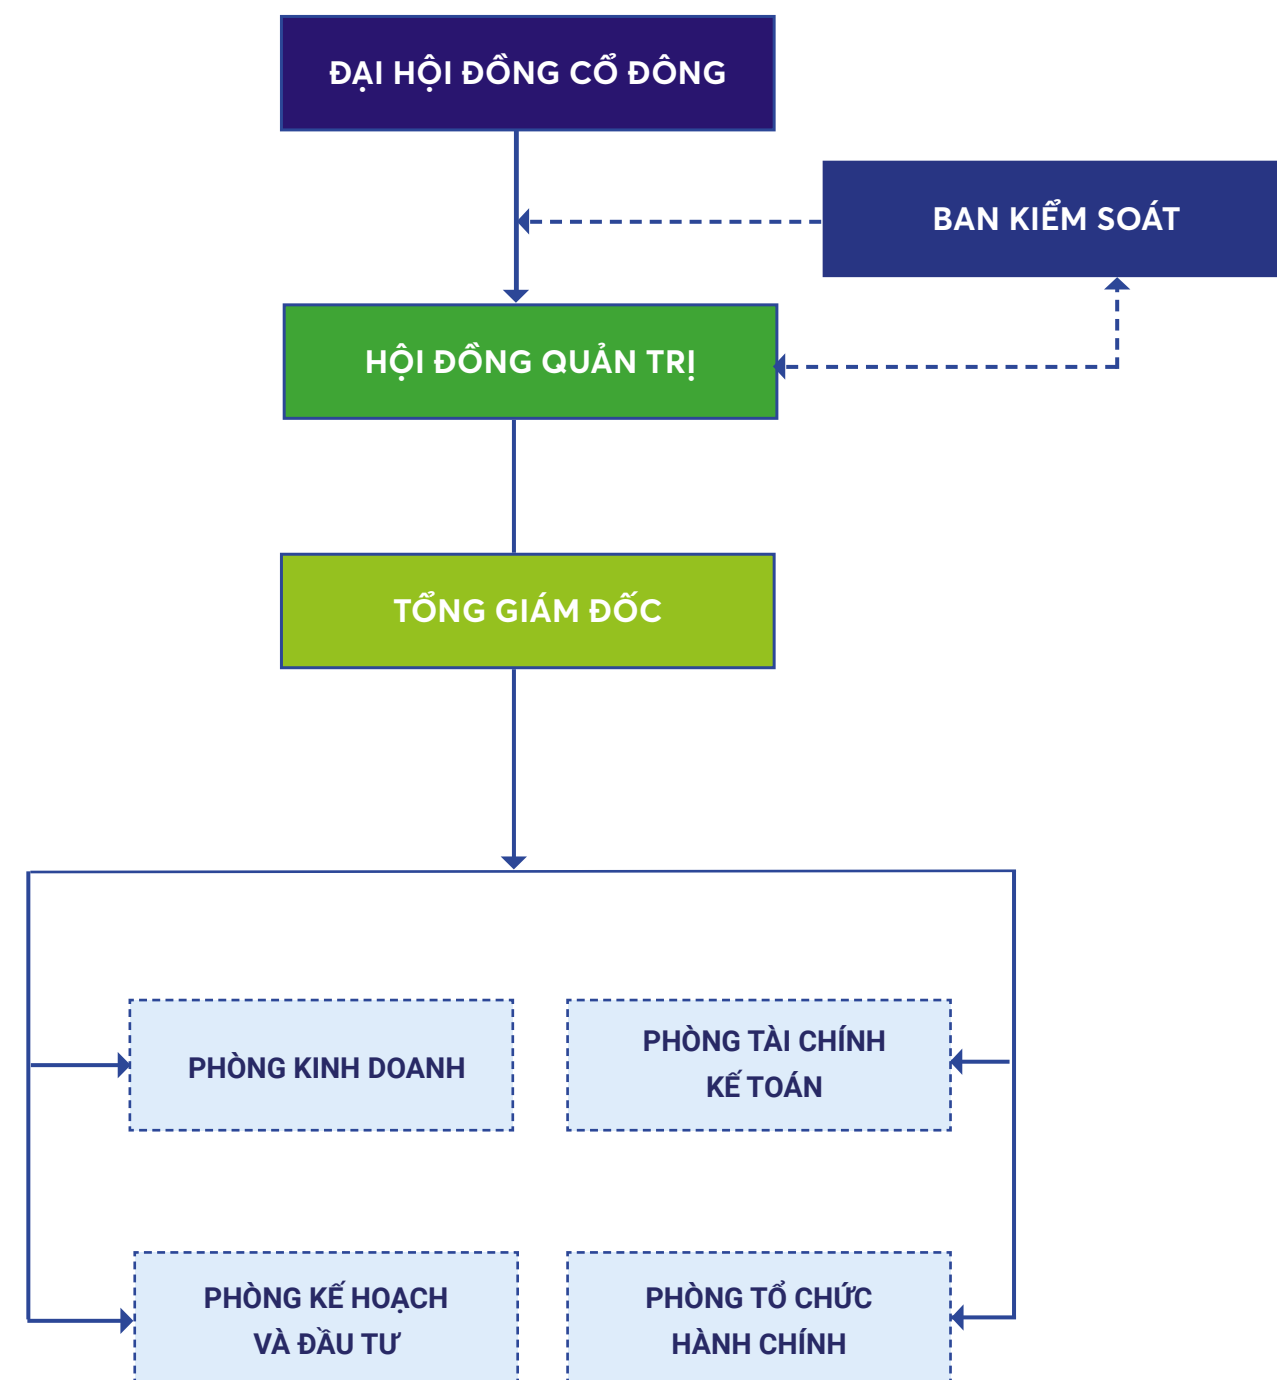 ĐẠI HỘI ĐỒNG CỔ ĐÔNG
BAN KIỂM SOÁT
HỘI ĐỒNG QUẢN TRỊ
TỔNG GIÁM ĐỐC
PHÒNG KINH DOANH
PHÒNG TÀI CHÍNH
KẾ TOÁN
PHÒNG KẾ HOẠCH
VÀ ĐẦU TƯ
PHÒNG TỔ CHỨC
HÀNH CHÍNH